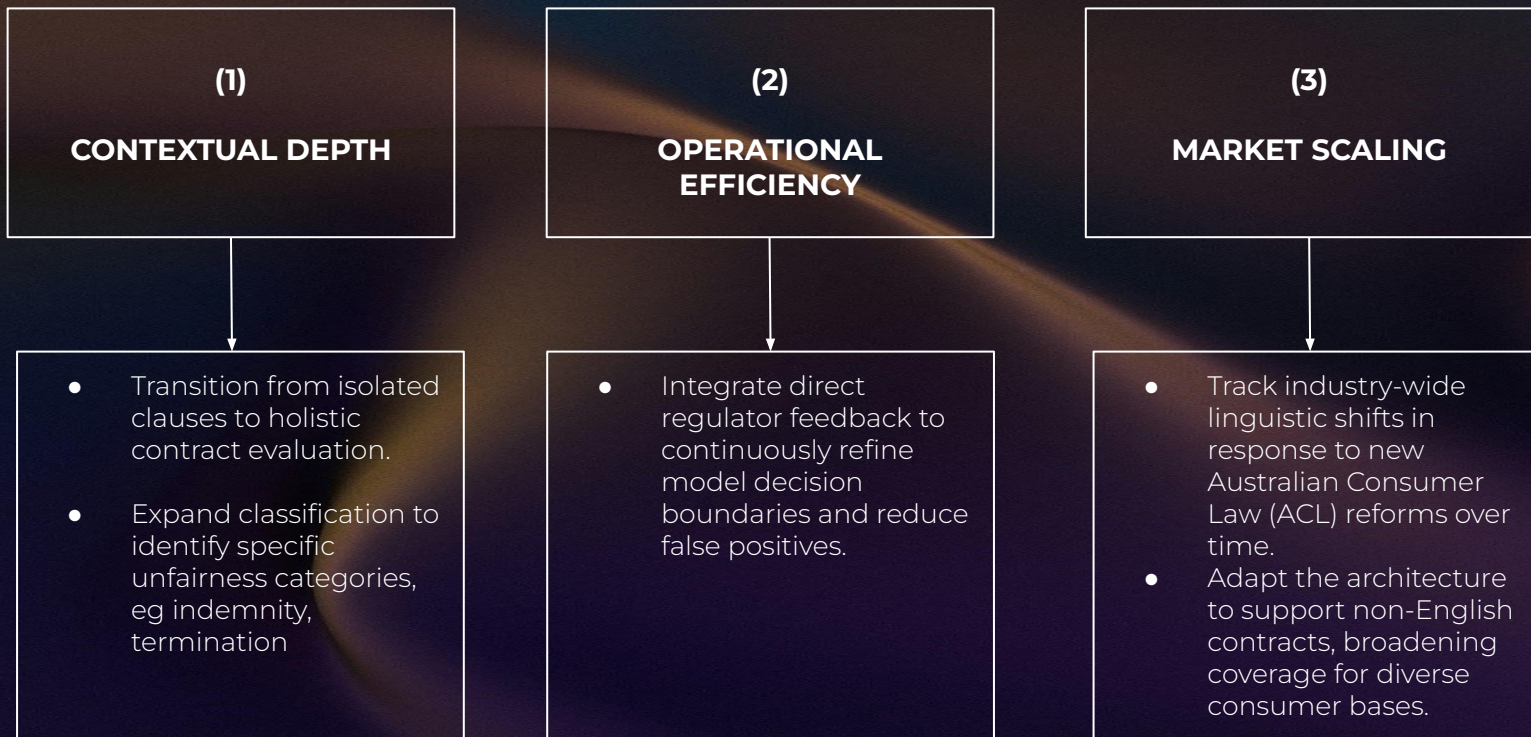 (1)
CONTEXTUAL DEPTH
● Transition from isolated
clauses to holistic
contract evaluation.
● Expand classification to
identify specific
unfairness categories,
eg indemnity,
termination
(2)
OPERATIONAL
EFFICIENCY
● Integrate direct
regulator feedback to
continuously refine
model decision
boundaries and reduce
false positives.
(3)
MARKET SCALING
● Track industry-wide
linguistic shifts in
response to new
Australian Consumer
Law (ACL) reforms over
time.
● Adapt the architecture
to support non-English
contracts, broadening
coverage for diverse
consumer bases.